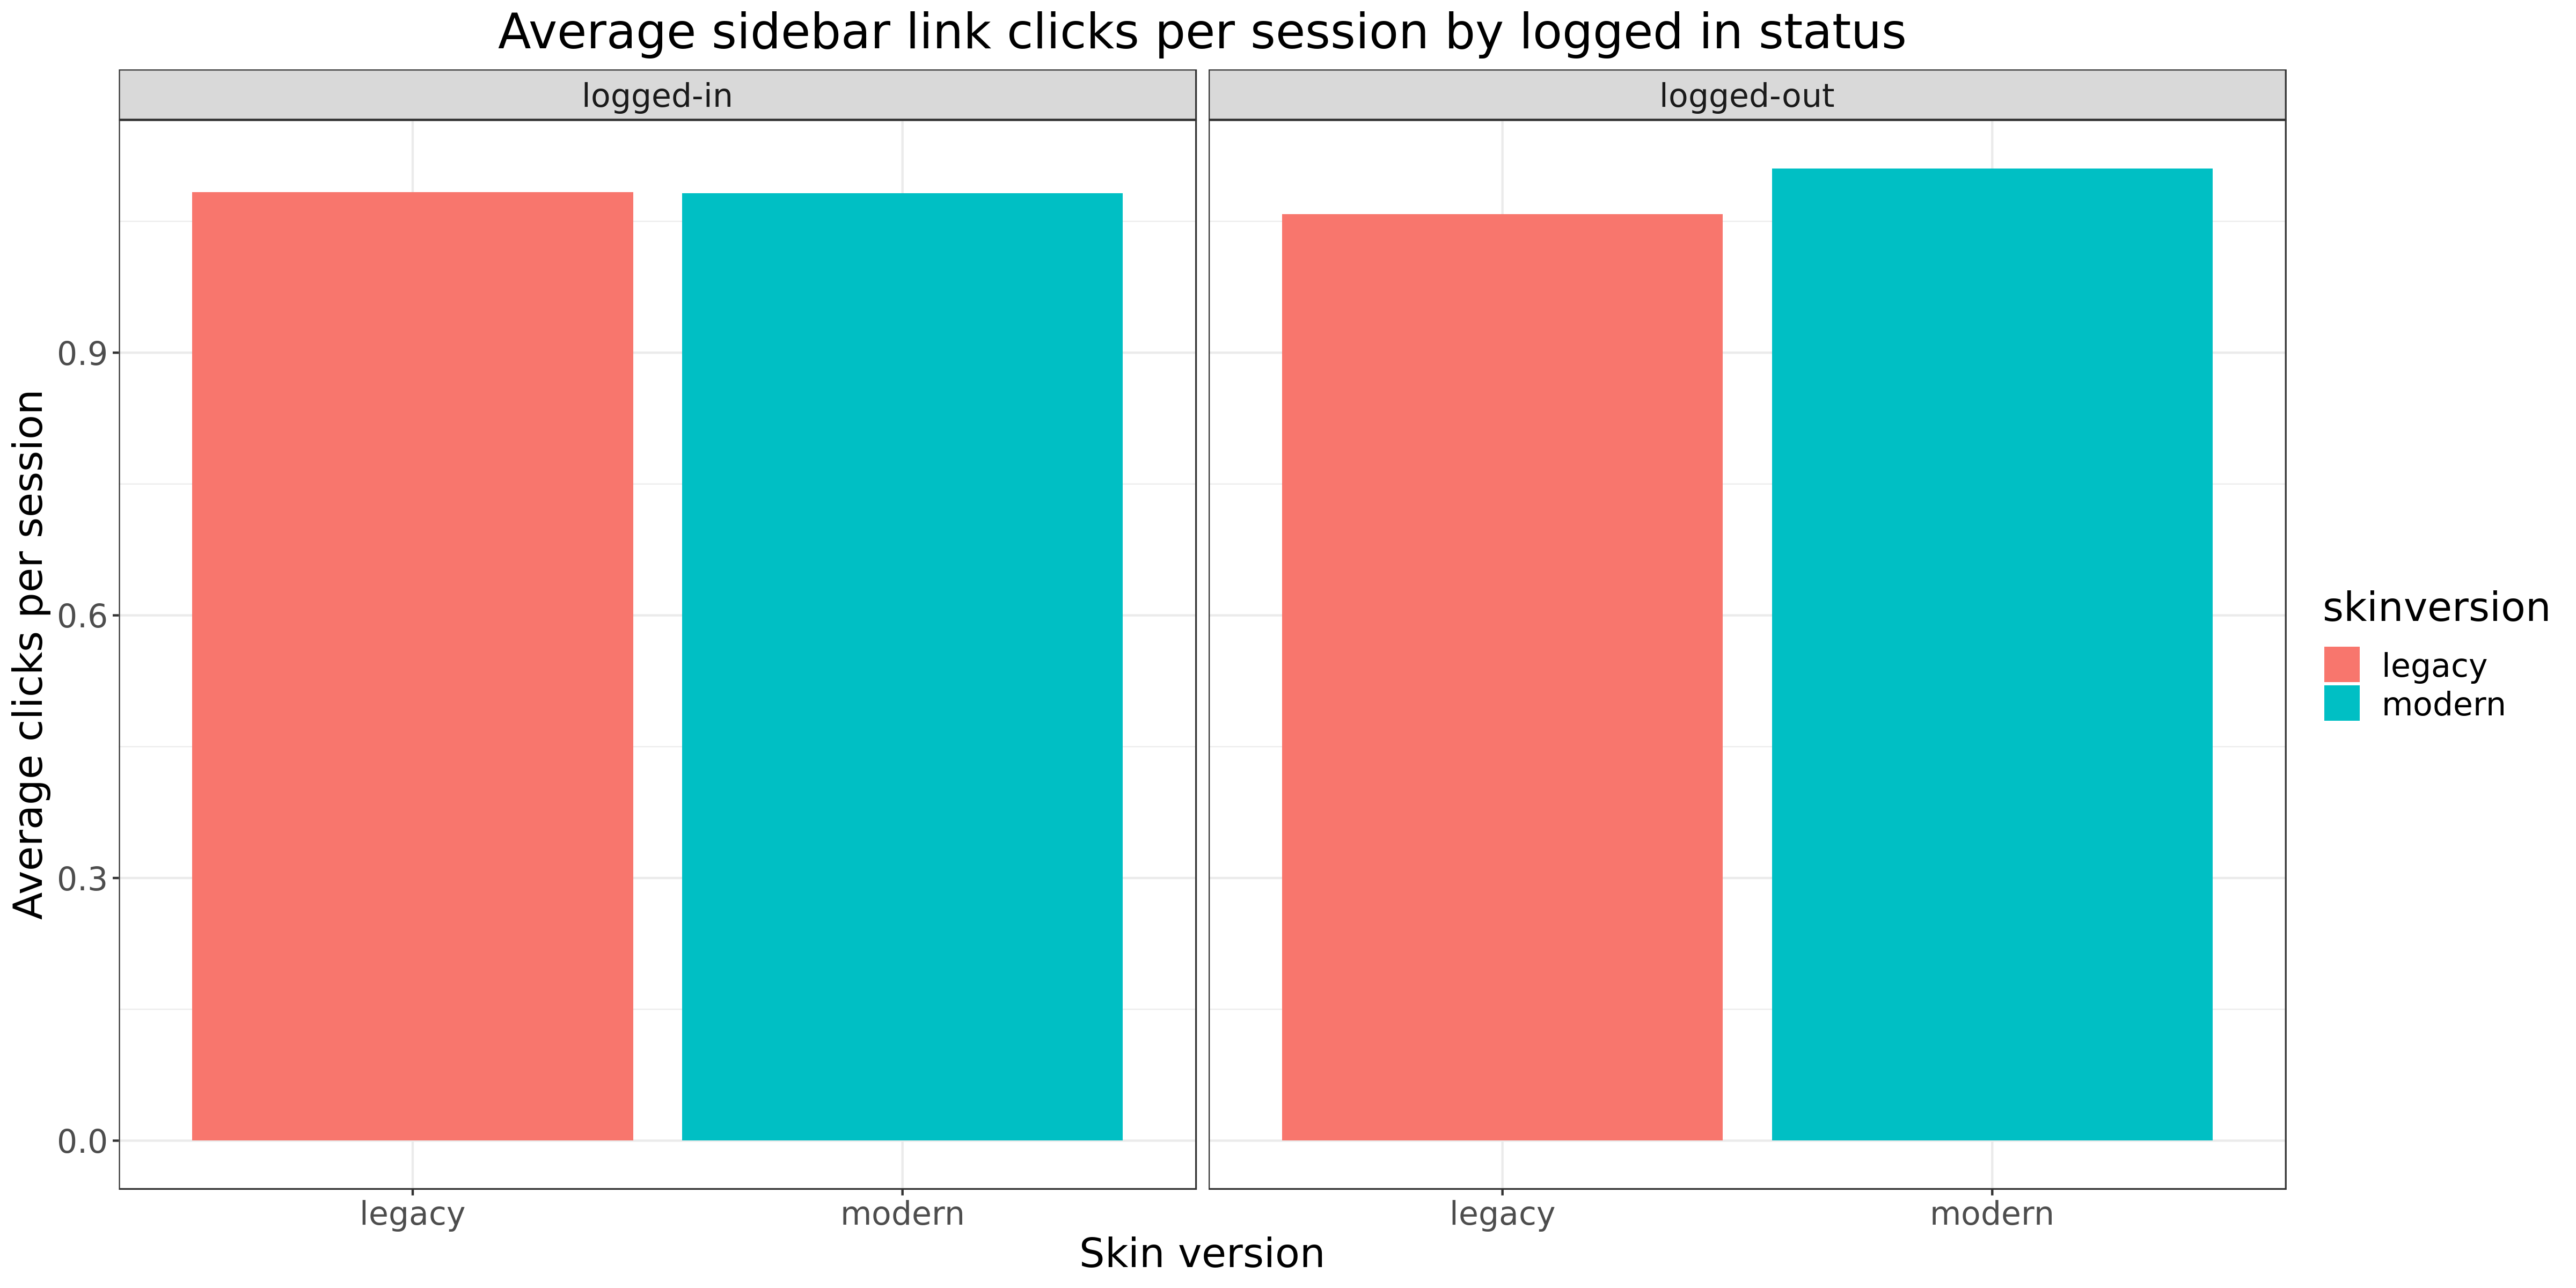 Average sidebar link clicks per session by logged in status
logged-in
logged-out
Average clicks per session
0.9
0.6
0.3
0.0
legacy
modern
legacy
modern
Skin version
skinversion
legacy
modern